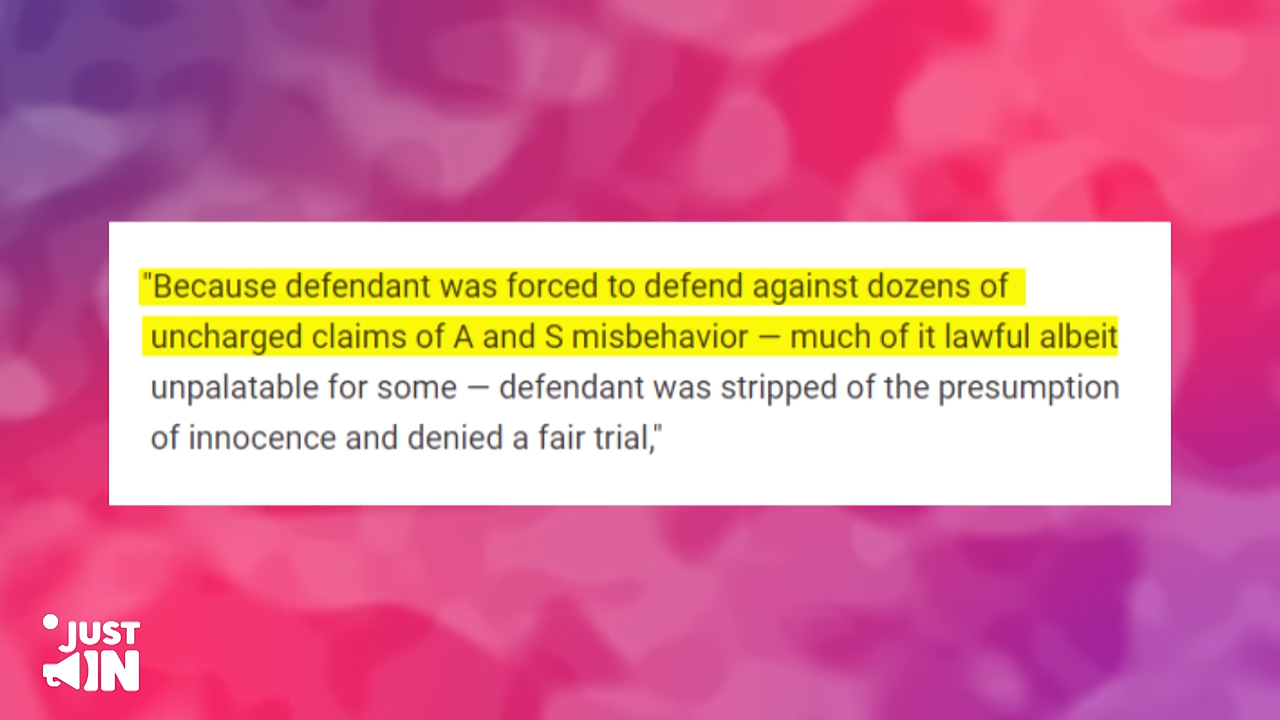 "Because defendant was forced to defend against dozens of
uncharged claims of A and S misbehavior — much of it lawful albeit
unpalatable for some — defendant was stripped of the presumption
of innocence and denied a fair trial,"
JUST
IN